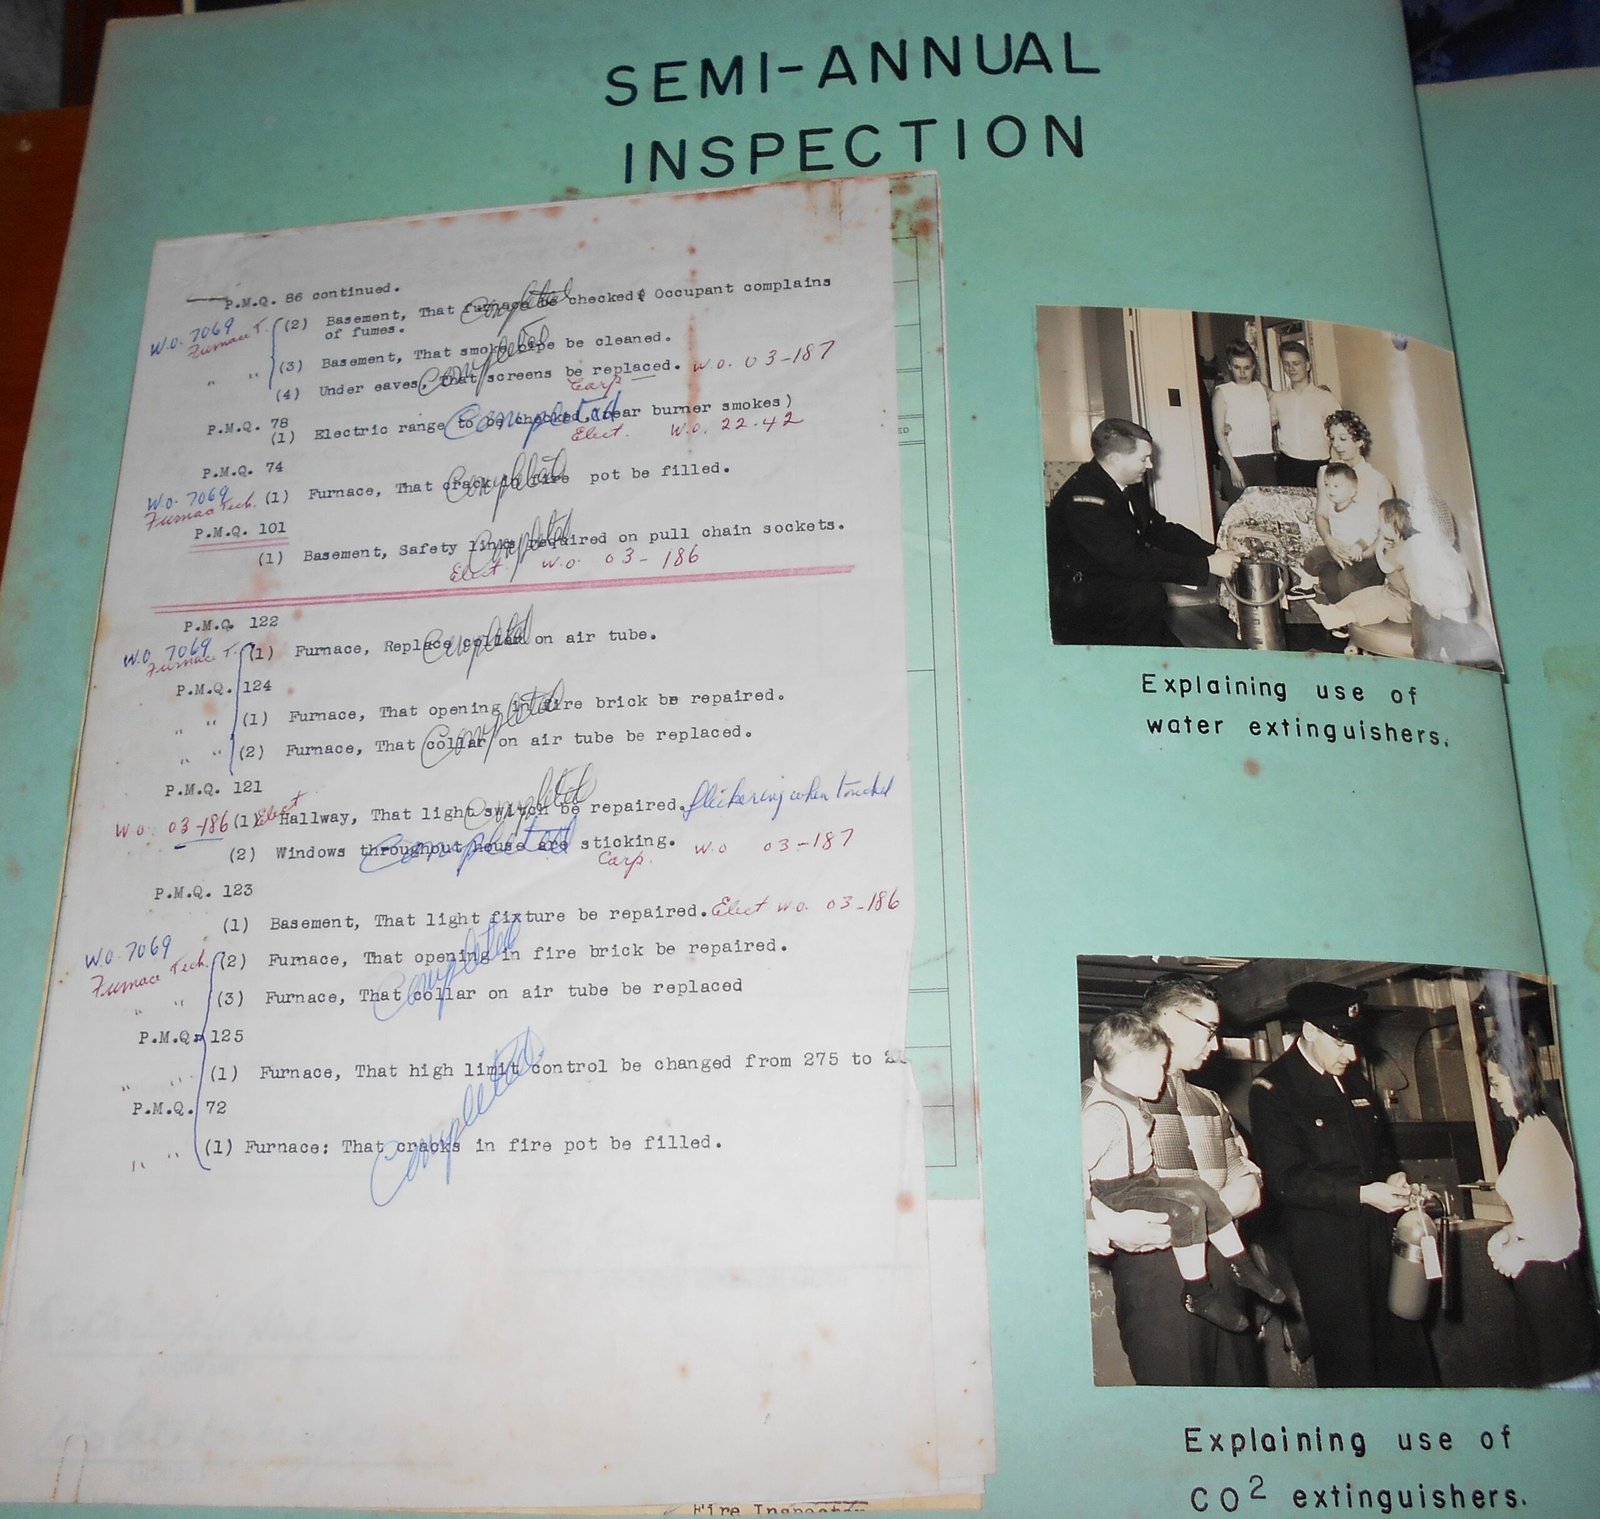 SEMI-ANNUAL
INSPECTION
P.M.Q. 86 continued.
W.O. 7069
Furnace T.
(2) Basement, That furnace be checked Occupant complains
of fumes.
Completed
" " (3) Basement, That smoke pipe be cleaned.
Completed
(4) Under eaves, That screens be replaced. W.O. 03-187
Carp
P.M.Q. 78
(1) Electric range to be checked (rear burner smokes)
Completed
Elect. W.O. 22-42
P.M.Q. 74
W.O. 7069
Furnace Tech.
(1) Furnace, That crack in fire pot be filled.
Completed
P.M.Q. 101
(1) Basement, Safety links required on pull chain sockets.
Completed
Elect. W.O. 03-186
P.M.Q. 122
W.O. 7069
Furnace T.
(1) Furnace, Replace collar on air tube.
Completed
P.M.Q. 124
" " (1) Furnace, That opening in fire brick be repaired.
Completed
" " (2) Furnace, That collar on air tube be replaced.
P.M.Q. 121
W.O. 03-186 Elect
(1) Hallway, That light switch be repaired. flickering when touched
Completed
(2) Windows throughout house are sticking. W.O 03-187
Completed
Carp.
P.M.Q. 123
(1) Basement, That light fixture be repaired. Elect W.O. 03-186
W.O. 7069
Furnace Tech.
(2) Furnace, That opening in fire brick be repaired.
Completed
" (3) Furnace, That collar on air tube be replaced
P.M.Q. 125
" " (1) Furnace, That high limit control be changed from 275 to
Completed
P.M.Q. 72
" " (1) Furnace: That cracks in fire pot be filled.
Fire Inspector
Explaining use of
water extinguishers.
Explaining use of
CO2 extinguishers.